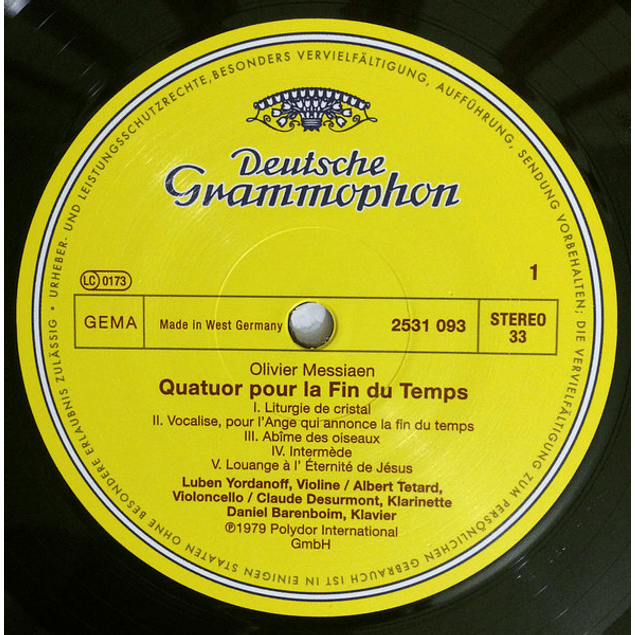 URHEBER- UND LEISTUNGSSCHUTZRECHTE, BESONDERS VERVIELFÄLTIGUNG, AUFFÜHRUNG, SENDUNG VORBEHALTEN; DIE VERVIELFÄLTIGUNG ZUM PERSÖNLICHEN GEBRAUCH IST IN EINIGEN STAATEN OHNE BESONDERE ERLAUBNIS ZULÄSSIG •
Deutsche
Grammophon
LC 0173
1
GEMA
Made in West Germany
2531 093
STEREO
33
Olivier Messiaen
Quatuor pour la Fin du Temps
I. Liturgie de cristal
II. Vocalise, pour l'Ange qui annonce la fin du temps
III. Abîme des oiseaux
IV. Intermède
V. Louange à l' Éternité de Jésus
Luben Yordanoff, Violine / Albert Tetard,
Violoncello / Claude Desurmont, Klarinette
Daniel Barenboim, Klavier
℗1979 Polydor International
GmbH